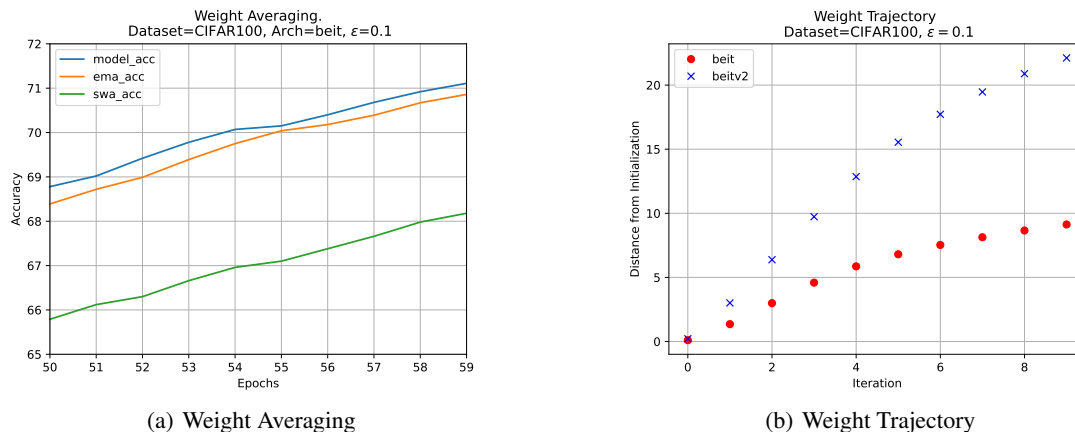 Weight Averaging.
Dataset=CIFAR100, Arch=beit, ε=0.1
72
71
70
69
68
67
66
65
Accuracy
model_acc
ema_acc
swa_acc
50 51 52 53 54 55 56 57 58 59
Epochs
(a) Weight Averaging
Weight Trajectory
Dataset=CIFAR100, ε = 0.1
20
15
10
5
0
Distance from Initialization
beit
beitv2
0 2 4 6 8
Iteration
(b) Weight Trajectory